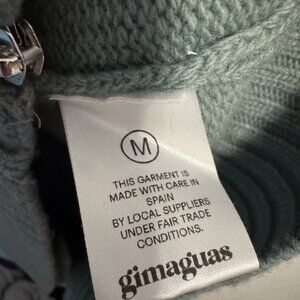 M
THIS GARMENT IS
MADE WITH CARE IN
SPAIN
BY LOCAL SUPPLIERS
UNDER FAIR TRADE
CONDITIONS.
gimaguas